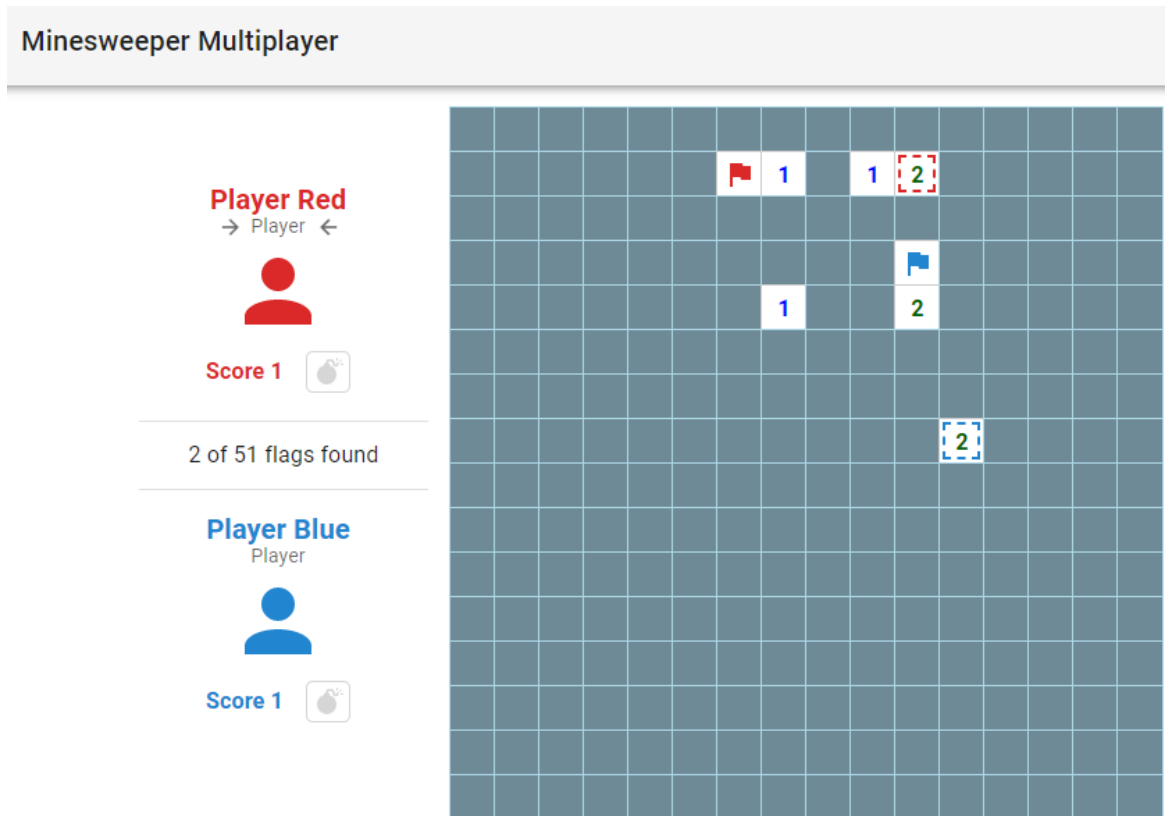 Minesweeper Multiplayer
Player Red
→ Player ←
Score 1
2 of 51 flags found
Player Blue
Player
Score 1
1 1 2
1 2
2